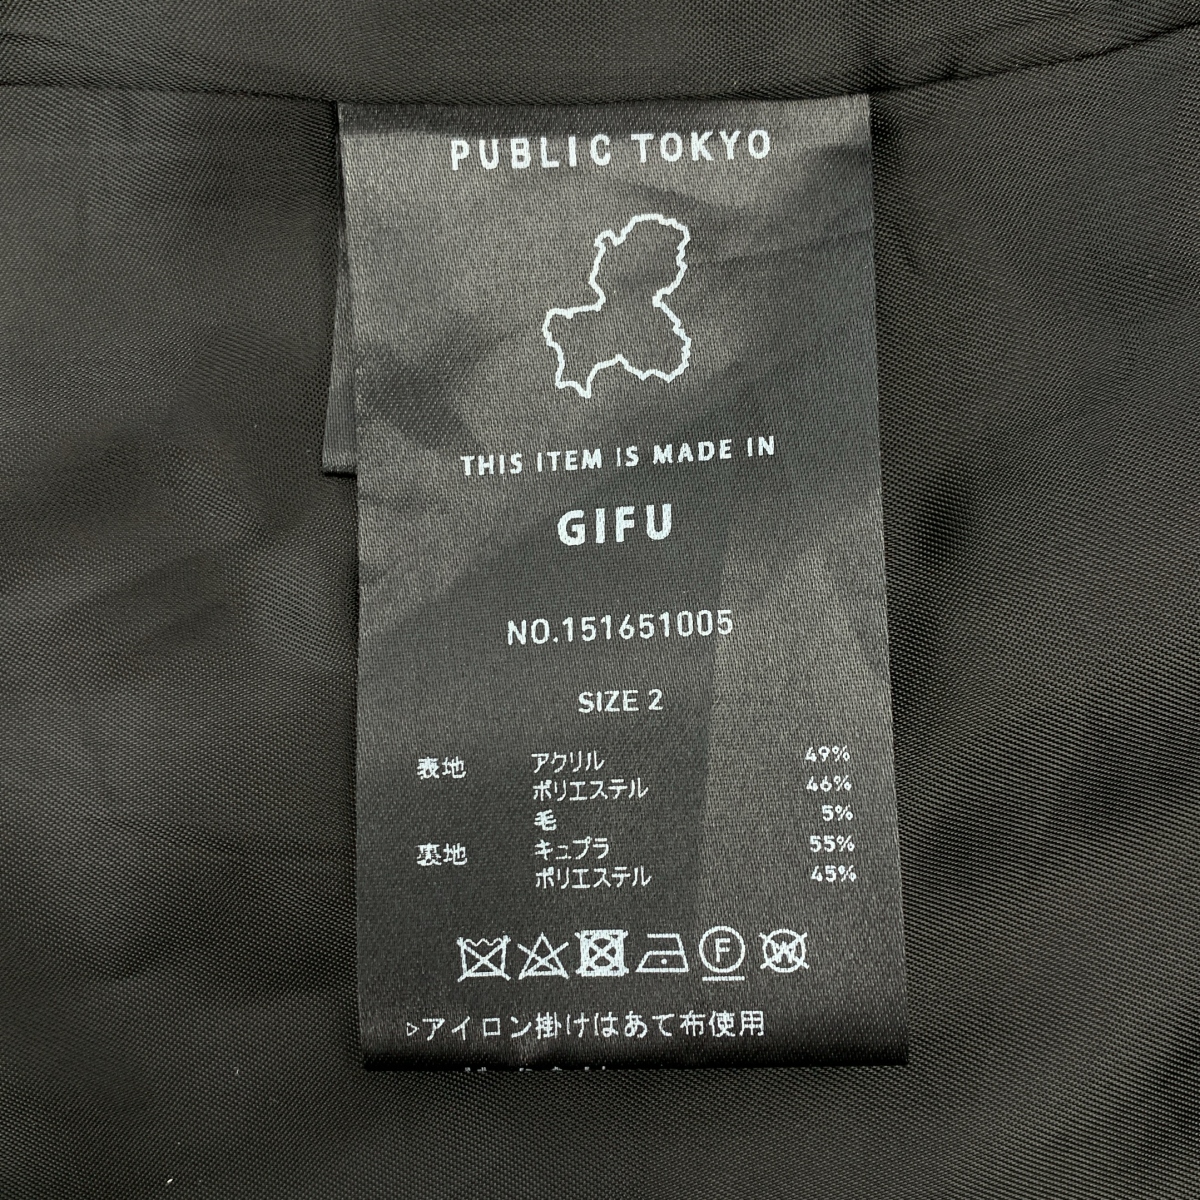 PUBLIC TOKYO
THIS ITEM IS MADE IN
GIFU
NO.151651005
SIZE 2
表地 アクリル 49%
ポリエステル 46%
毛 5%
裏地 キュプラ 55%
ポリエステル 45%
F
W
▷アイロン掛けはあて布使用